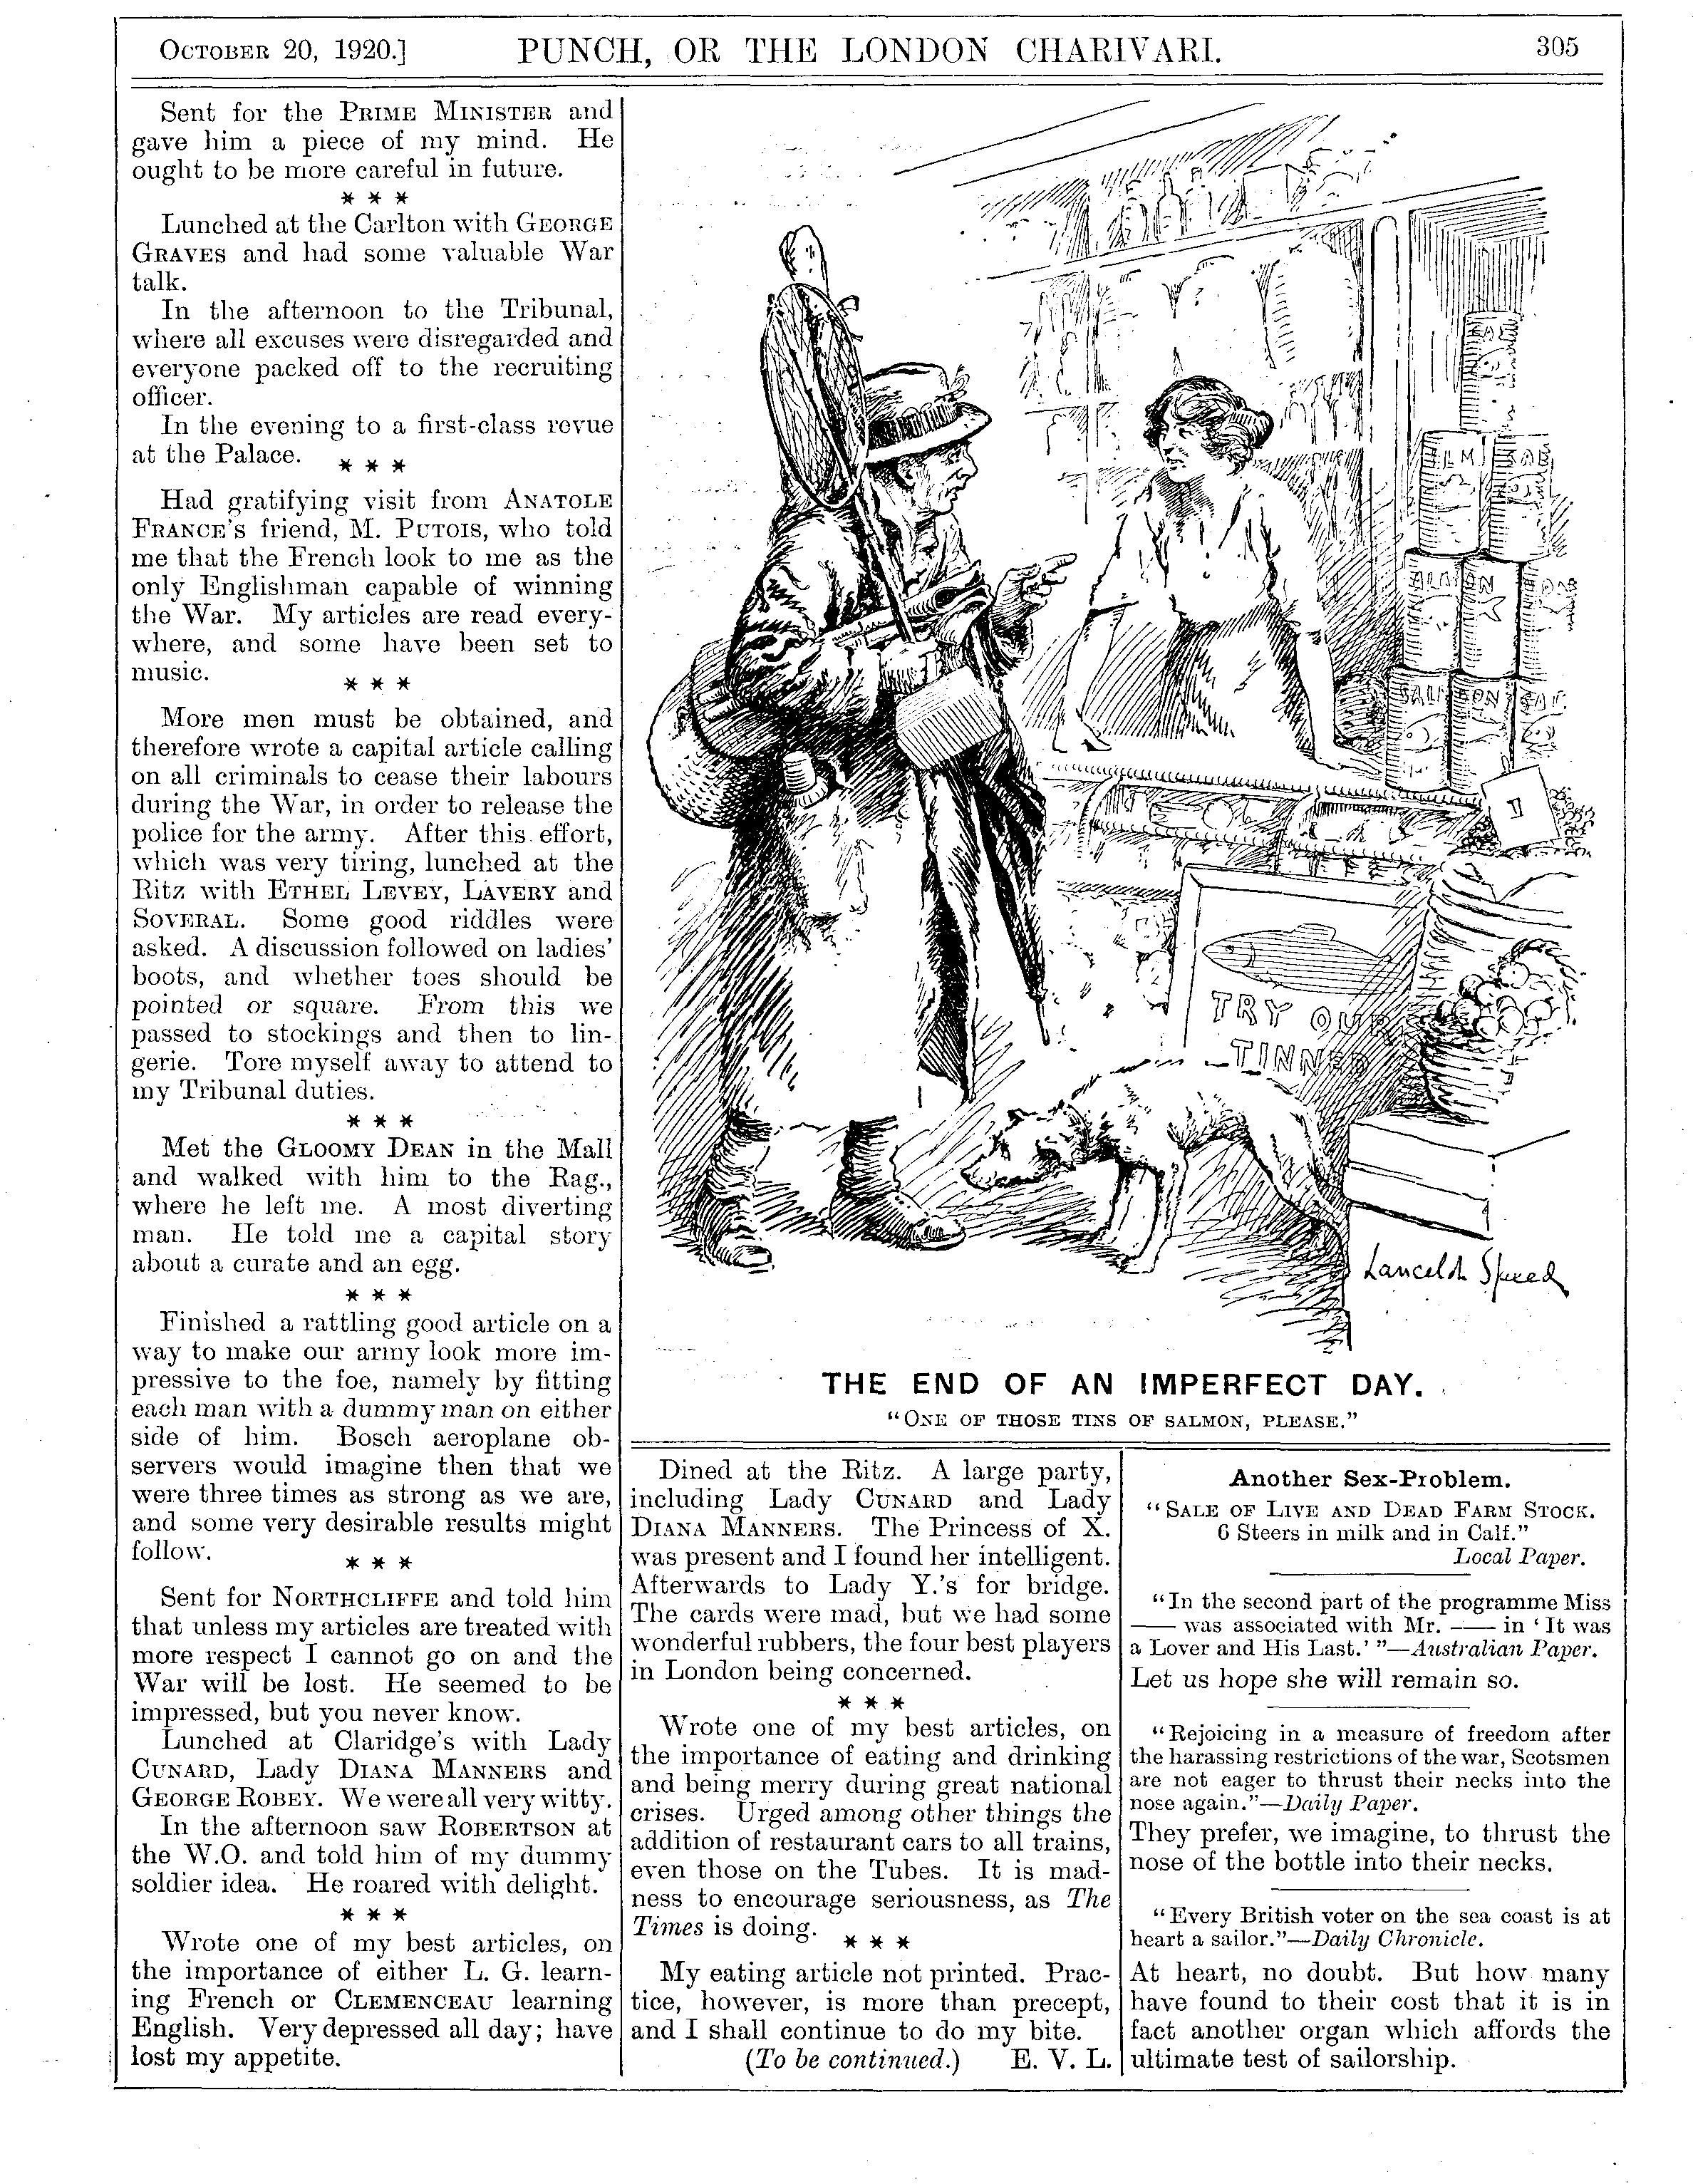 October 20, 1920.] PUNCH, OR THE LONDON CHARIVARI. 305
Sent for the Prime Minister and
gave him a piece of my mind. He
ought to be more careful in future.
* * *
Lunched at the Carlton with George
Graves and had some valuable War
talk.
In the afternoon to the Tribunal,
where all excuses were disregarded and
everyone packed off to the recruiting
officer.
In the evening to a first-class revue
at the Palace. * * *
Had gratifying visit from Anatole
France's friend, M. Putois, who told
me that the French look to me as the
only Englishman capable of winning
the War. My articles are read every-
where, and some have been set to
music. * * *
More men must be obtained, and
therefore wrote a capital article calling
on all criminals to cease their labours
during the War, in order to release the
police for the army. After this effort,
which was very tiring, lunched at the
Ritz with Ethel Levey, Lavery and
Soveral. Some good riddles were
asked. A discussion followed on ladies'
boots, and whether toes should be
pointed or square. From this we
passed to stockings and then to lin-
gerie. Tore myself away to attend to
my Tribunal duties.
* * *
Met the Gloomy Dean in the Mall
and walked with him to the Rag.,
where he left me. A most diverting
man. He told me a capital story
about a curate and an egg.
* * *
Finished a rattling good article on a
way to make our army look more im-
pressive to the foe, namely by fitting
each man with a dummy man on either
side of him. Bosch aeroplane ob-
servers would imagine then that we
were three times as strong as we are,
and some very desirable results might
follow. * * *
Sent for Northcliffe and told him
that unless my articles are treated with
more respect I cannot go on and the
War will be lost. He seemed to be
impressed, but you never know.
Lunched at Claridge's with Lady
Cunard, Lady Diana Manners and
George Robey. We were all very witty.
In the afternoon saw Robertson at
the W.O. and told him of my dummy
soldier idea. He roared with delight.
* * *
Wrote one of my best articles, on
the importance of either L. G. learn-
ing French or Clemenceau learning
English. Very depressed all day; have
lost my appetite.
SALMON
TRY OUR
TINNED
Lancelot Speed
THE END OF AN IMPERFECT DAY.
"One of those tins of salmon, please."
Dined at the Ritz. A large party,
including Lady Cunard and Lady
Diana Manners. The Princess of X.
was present and I found her intelligent.
Afterwards to Lady Y.'s for bridge.
The cards were mad, but we had some
wonderful rubbers, the four best players
in London being concerned.
* * *
Wrote one of my best articles, on
the importance of eating and drinking
and being merry during great national
crises. Urged among other things the
addition of restaurant cars to all trains,
even those on the Tubes. It is mad-
ness to encourage seriousness, as The
Times is doing. * * *
My eating article not printed. Prac-
tice, however, is more than precept,
and I shall continue to do my bite.
(To be continued.) E. V. L.
Another Sex-Problem.
"Sale of Live and Dead Farm Stock.
6 Steers in milk and in Calf."
Local Paper.
"In the second part of the programme Miss
—— was associated with Mr. —— in 'It was
a Lover and His Last.'"—Australian Paper.
Let us hope she will remain so.
"Rejoicing in a measure of freedom after
the harassing restrictions of the war, Scotsmen
are not eager to thrust their necks into the
nose again."—Daily Paper.
They prefer, we imagine, to thrust the
nose of the bottle into their necks.
"Every British voter on the sea coast is at
heart a sailor."—Daily Chronicle.
At heart, no doubt. But how many
have found to their cost that it is in
fact another organ which affords the
ultimate test of sailorship.